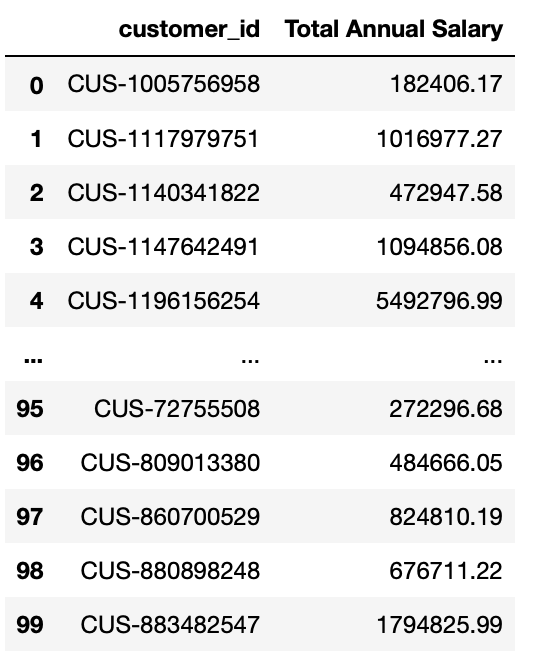 customer_id Total Annual Salary
0 CUS-1005756958 182406.17
1 CUS-1117979751 1016977.27
2 CUS-1140341822 472947.58
3 CUS-1147642491 1094856.08
4 CUS-1196156254 5492796.99
... ... ...
95 CUS-72755508 272296.68
96 CUS-809013380 484666.05
97 CUS-860700529 824810.19
98 CUS-880898248 676711.22
99 CUS-883482547 1794825.99